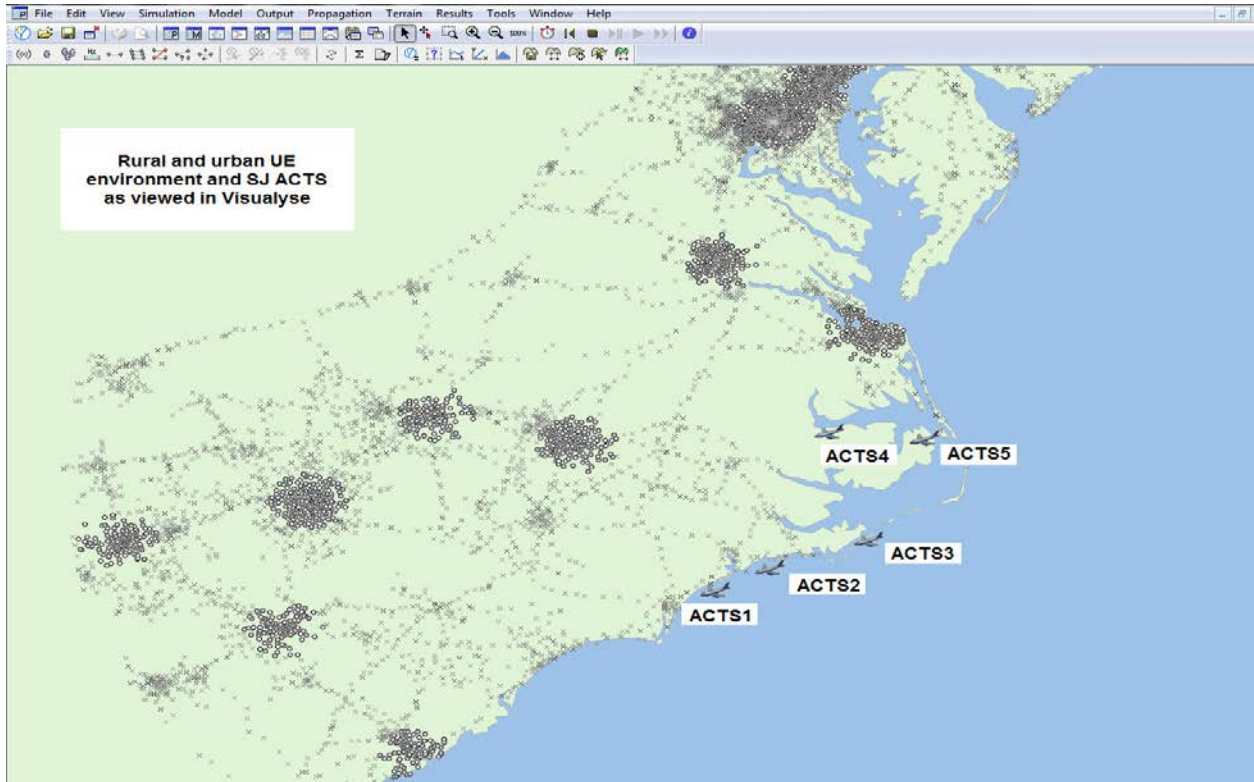 File Edit View Simulation Model Output Propagation Terrain Results Tools Window Help
100%
Rural and urban UE
environment and SJ ACTS
as viewed in Visualyse
ACTS4
ACTS5
ACTS3
ACTS2
ACTS1